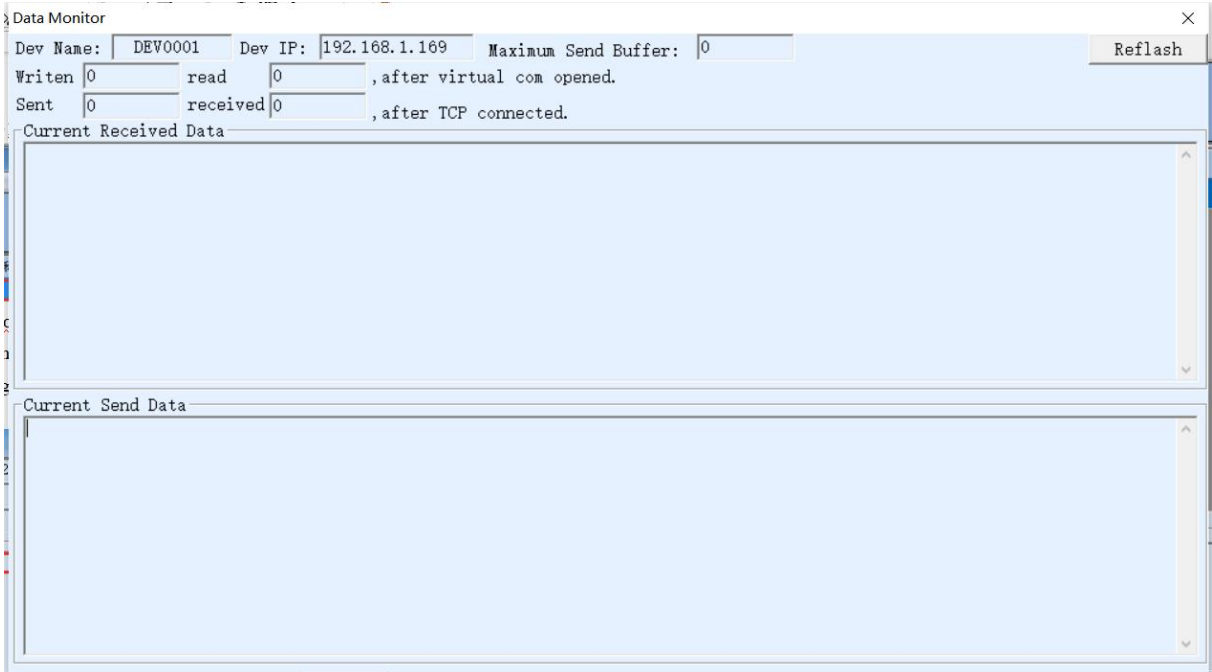 Data Monitor
Dev Name: DEV0001 Dev IP: 192.168.1.169 Maximum Send Buffer: 0 Reflash
Writen 0 read 0 ,after virtual com opened.
Sent 0 received 0 ,after TCP connected.
Current Received Data
Current Send Data